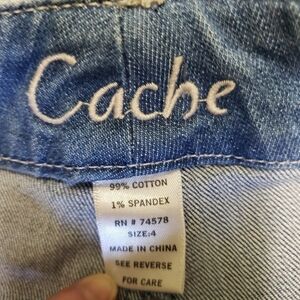 Cache
99% COTTON
1% SPANDEX
RN # 74578
SIZE:4
MADE IN CHINA
SEE REVERSE
FOR CARE